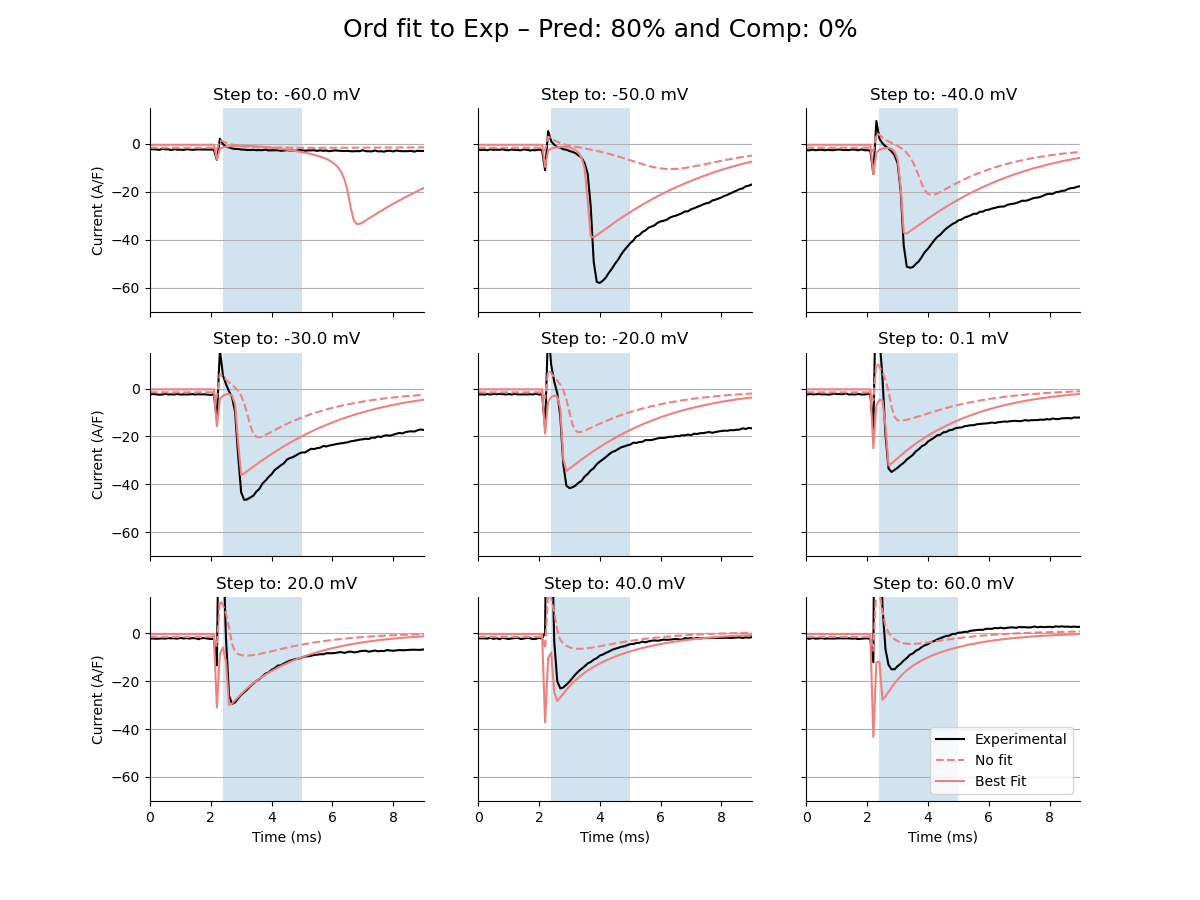 Ord fit to Exp – Pred: 80% and Comp: 0%
Step to: -60.0 mV
Step to: -50.0 mV
Step to: -40.0 mV
Current (A/F)
0
−20
−40
−60
Step to: -30.0 mV
Step to: -20.0 mV
Step to: 0.1 mV
Current (A/F)
0
−20
−40
−60
Step to: 20.0 mV
Step to: 40.0 mV
Step to: 60.0 mV
Current (A/F)
0
−20
−40
−60
Experimental
No fit
Best Fit
0 2 4 6 8
0 2 4 6 8
0 2 4 6 8
Time (ms)
Time (ms)
Time (ms)